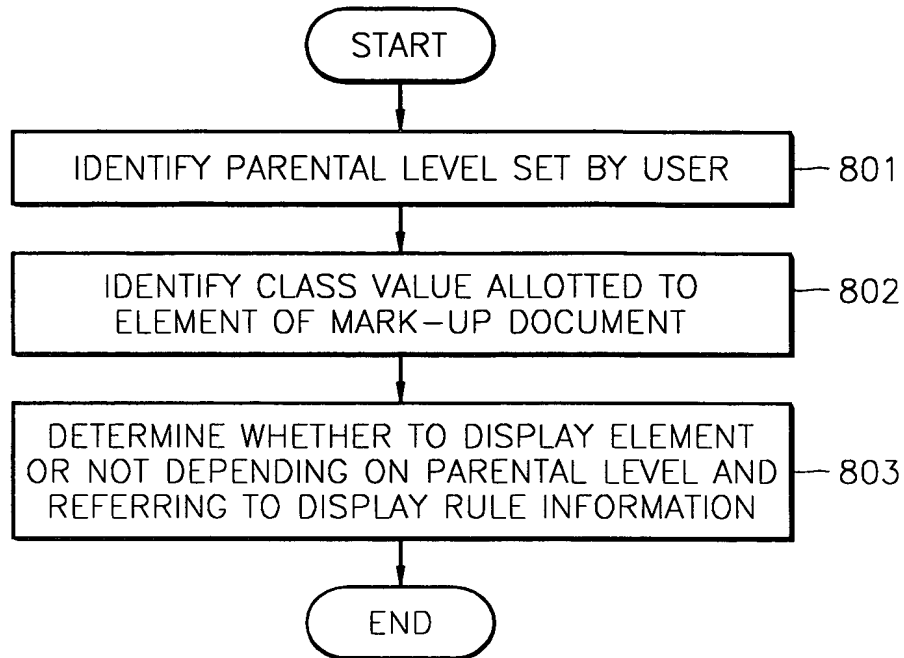 START
IDENTIFY PARENTAL LEVEL SET BY USER
801
IDENTIFY CLASS VALUE ALLOTTED TO
ELEMENT OF MARK-UP DOCUMENT
802
DETERMINE WHETHER TO DISPLAY ELEMENT
OR NOT DEPENDING ON PARENTAL LEVEL AND
REFERRING TO DISPLAY RULE INFORMATION
803
END